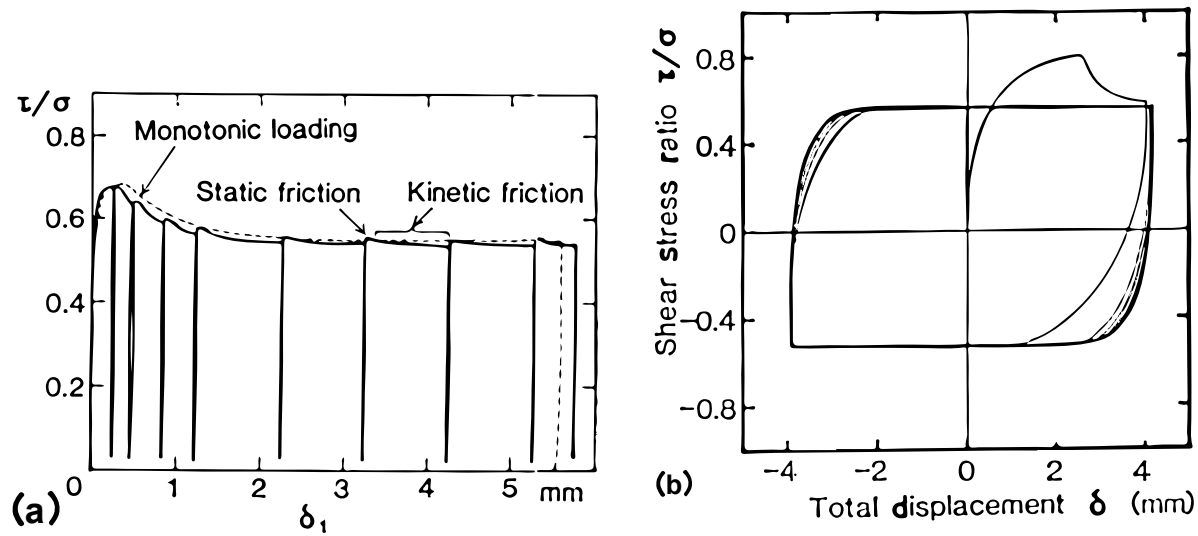 τ/σ
0.8
0.6
0.4
0.2
0
1
2
3
4
5
mm
δ₁
Monotonic loading
Static friction
Kinetic friction
(a)
Shear stress ratio τ/σ
0.8
0.4
0
-0.4
-0.8
-4
-2
0
2
4
Total displacement δ (mm)
(b)